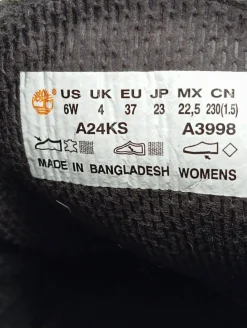 US UK EU JP MX CN
6W 4 37 23 22,5 230(1.5)
A24KS A3998
MADE IN BANGLADESH WOMENS